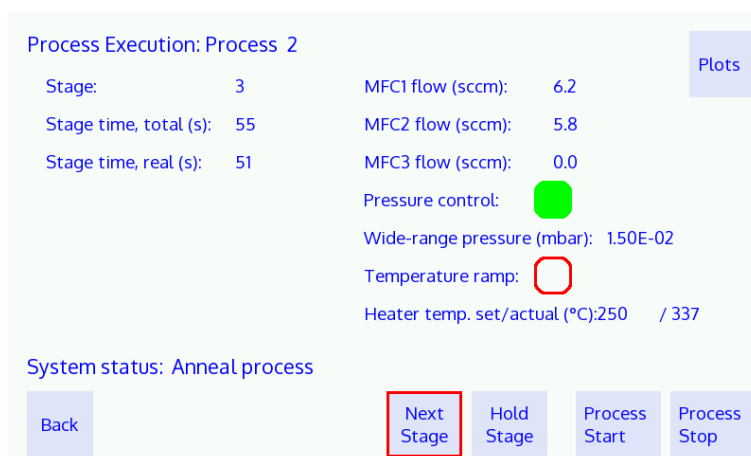 Process Execution: Process 2
Plots
Stage: 3
Stage time, total (s): 55
Stage time, real (s): 51
MFC1 flow (sccm): 6.2
MFC2 flow (sccm): 5.8
MFC3 flow (sccm): 0.0
Pressure control:
Wide-range pressure (mbar): 1.50E-02
Temperature ramp:
Heater temp. set/actual (°C):250 / 337
System status: Anneal process
Back
Next
Stage
Hold
Stage
Process
Start
Process
Stop